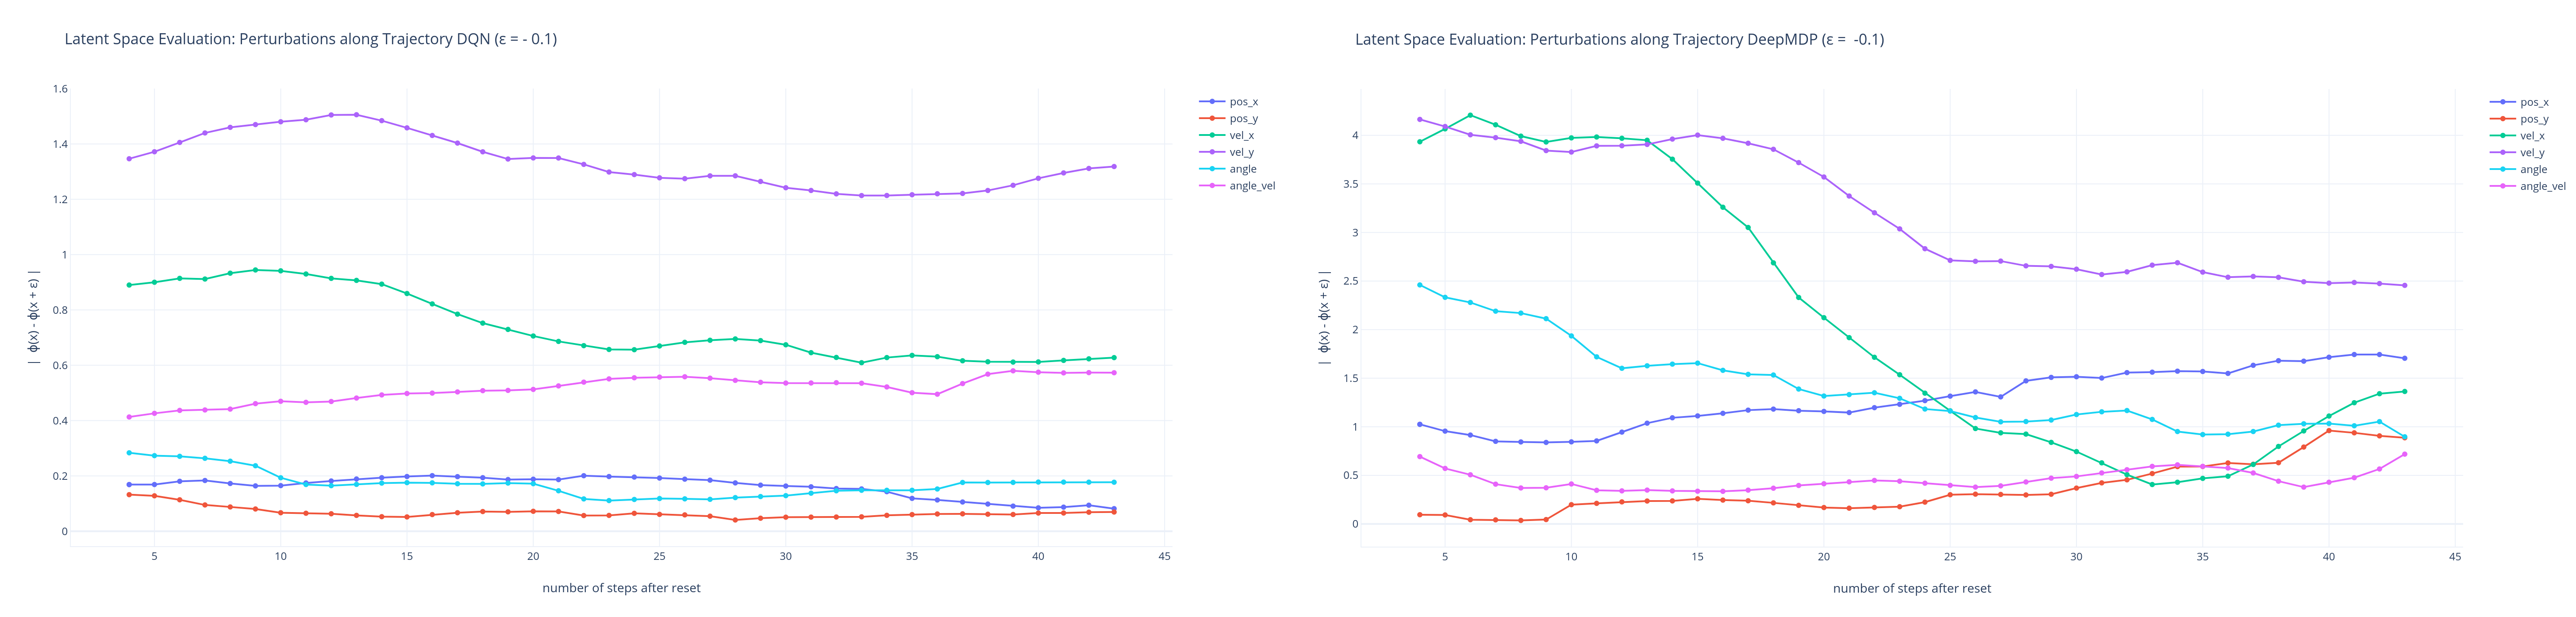 Latent Space Evaluation: Perturbations along Trajectory DQN (ε = - 0.1)
| ϕ(x) - ϕ(x + ε) |
1.6
1.4
1.2
1
0.8
0.6
0.4
0.2
0
5 10 15 20 25 30 35 40 45
number of steps after reset
pos_x
pos_y
vel_x
vel_y
angle
angle_vel
Latent Space Evaluation: Perturbations along Trajectory DeepMDP (ε = -0.1)
| ϕ(x) - ϕ(x + ε) |
4
3.5
3
2.5
2
1.5
1
0.5
0
5 10 15 20 25 30 35 40 45
number of steps after reset
pos_x
pos_y
vel_x
vel_y
angle
angle_vel